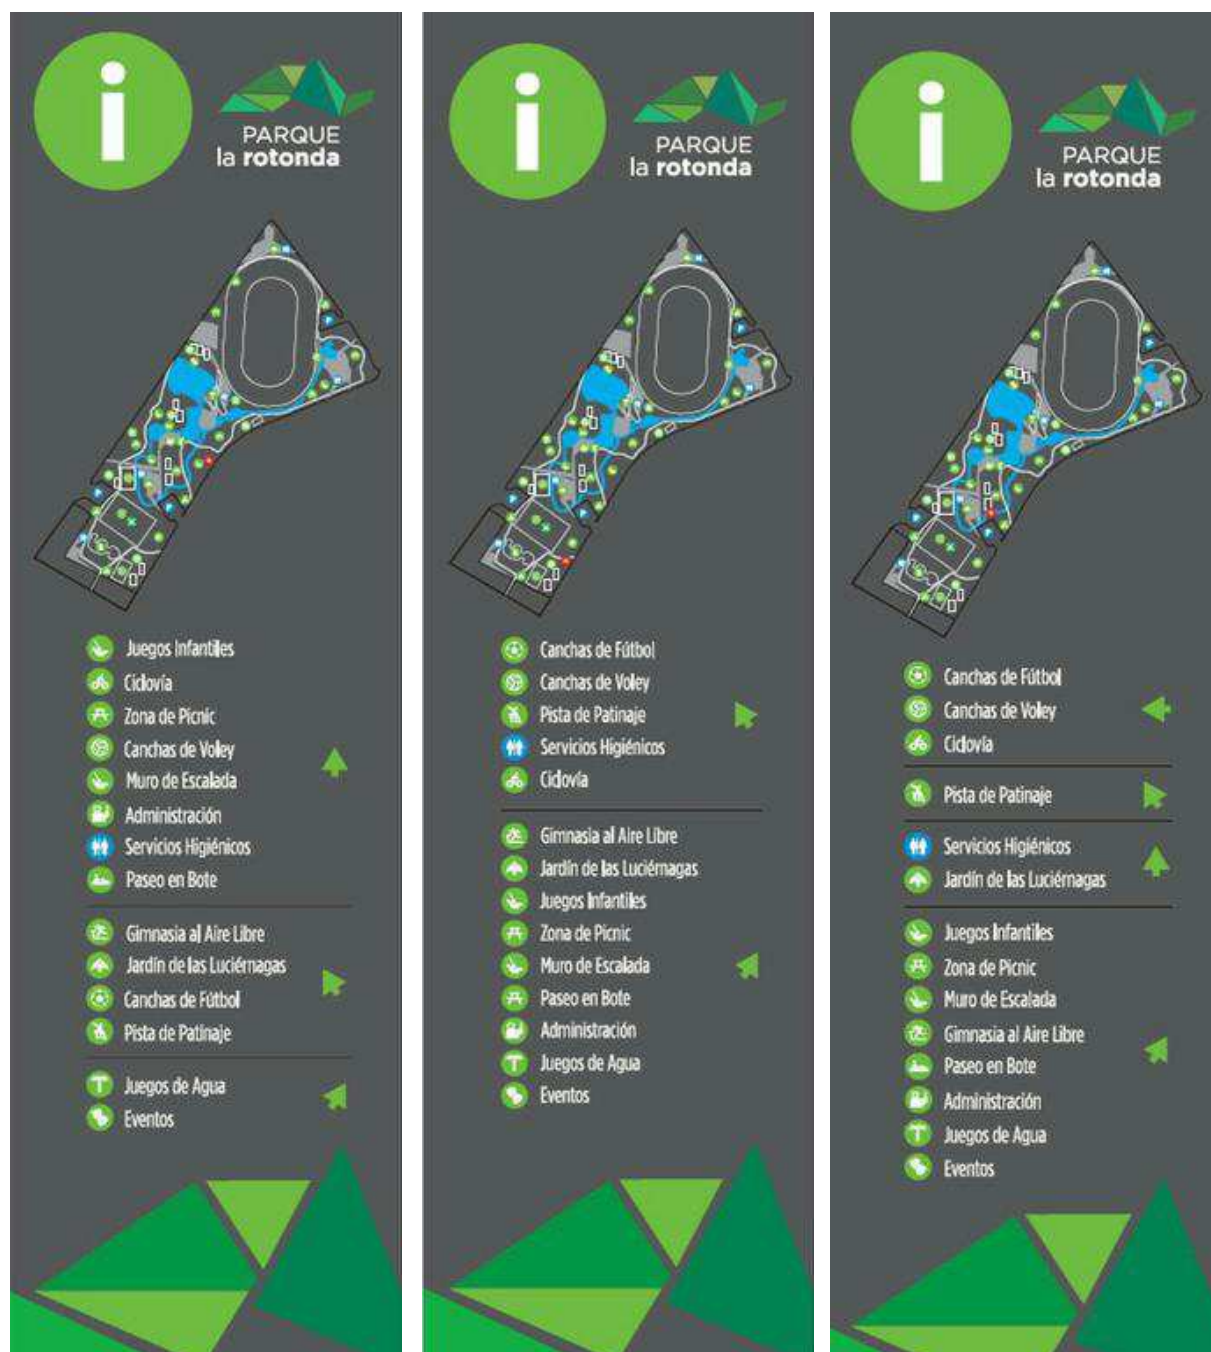 i
PARQUE
la rotonda
Juegos Infantiles
Ciclovía
Zona de Picnic
Canchas de Voley
Muro de Escalada
Administración
Servicios Higiénicos
Paseo en Bote
Gimnasia al Aire Libre
Jardín de las Luciérnagas
Canchas de Fútbol
Pista de Patinaje
Juegos de Agua
Eventos
i
PARQUE
la rotonda
Canchas de Fútbol
Canchas de Voley
Pista de Patinaje
Servicios Higiénicos
Ciclovía
Gimnasia al Aire Libre
Jardín de las Luciérnagas
Juegos Infantiles
Zona de Picnic
Muro de Escalada
Paseo en Bote
Administración
Juegos de Agua
Eventos
i
PARQUE
la rotonda
Canchas de Fútbol
Canchas de Voley
Ciclovía
Pista de Patinaje
Servicios Higiénicos
Jardín de las Luciérnagas
Juegos Infantiles
Zona de Picnic
Muro de Escalada
Gimnasia al Aire Libre
Paseo en Bote
Administración
Juegos de Agua
Eventos